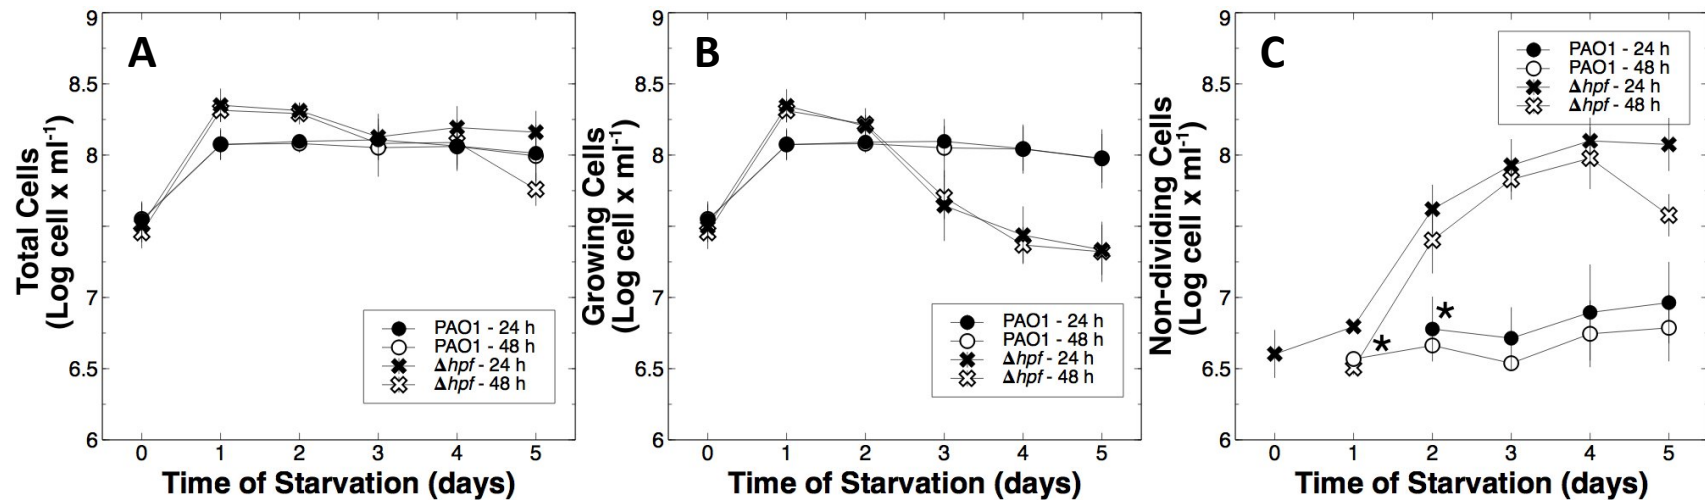 A
Total Cells
(Log cell x ml-1)
9
8.5
8
7
6.5
6
0 1 2 3 4 5
Time of Starvation (days)
PAO1 - 24 h
PAO1 - 48 h
Δhpf - 24 h
Δhpf - 48 h
B
Growing Cells
(Log cell x ml-1)
9
8.5
8
7
6.5
6
0 1 2 3 4 5
Time of Starvation (days)
PAO1 - 24 h
PAO1 - 48 h
Δhpf - 24 h
Δhpf - 48 h
C
Non-dividing Cells
(Log cell x ml-1)
9
8.5
8
7
6.5
6
0 1 2 3 4 5
Time of Starvation (days)
PAO1 - 24 h
PAO1 - 48 h
Δhpf - 24 h
Δhpf - 48 h
*
*